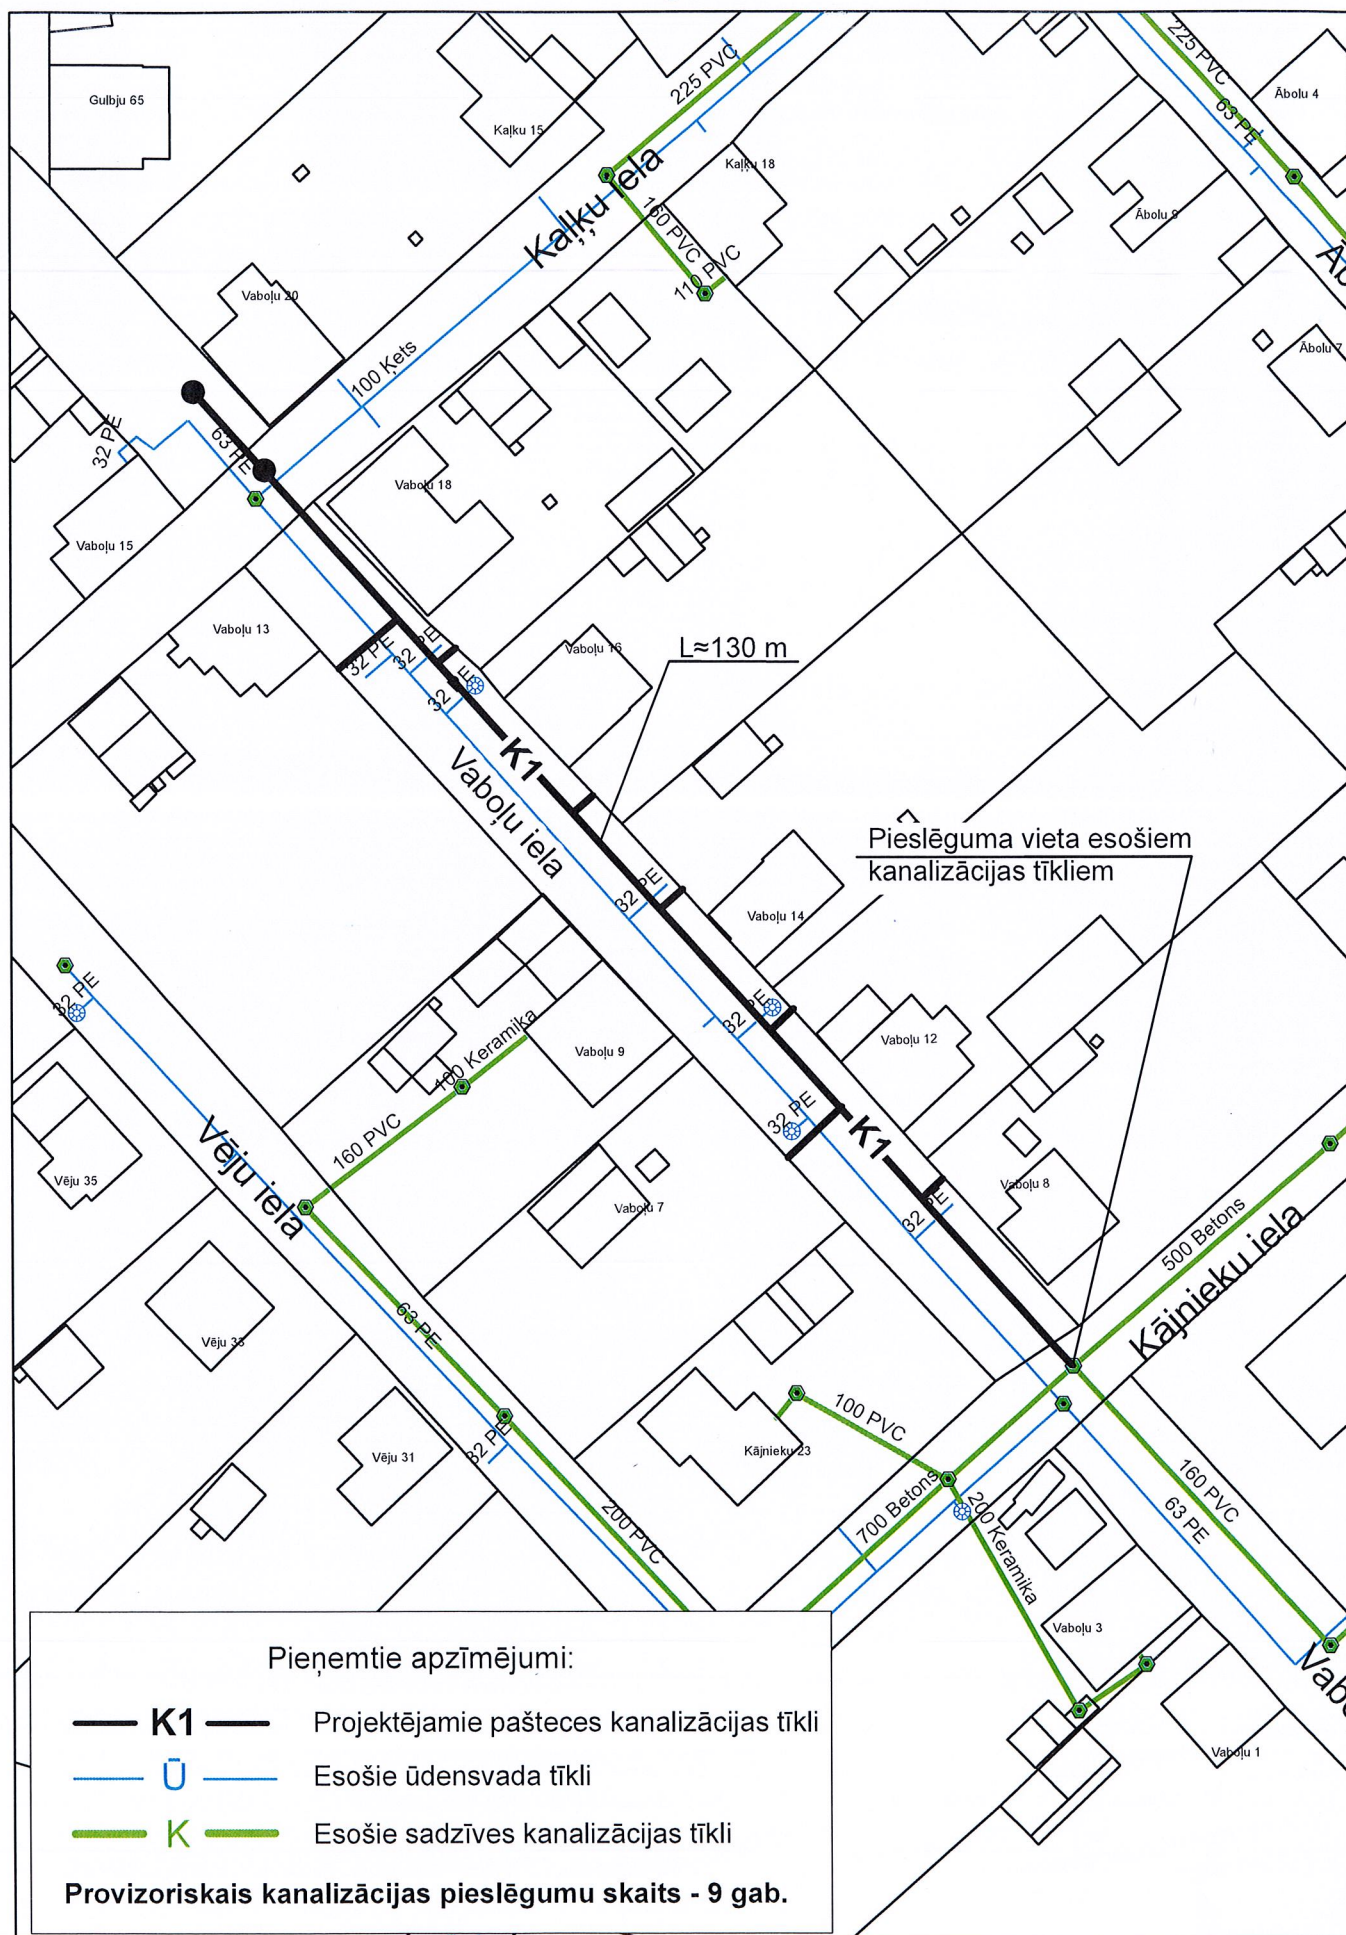 Gulbju 65
Kaļķu 15
225 PVC
Kaļķu iela
Kaļķu 18
160 PVC
110 PVC
225 PVC
63 PE
Ābolu 4
Ābolu 9
Ābolu 7
Vaboļu 20
100 Ķets
32 PE
63 PE
Vaboļu 18
Vaboļu 15
Vaboļu 13
32 PE
32 PE
32
Vaboļu 16
L≈130 m
K1
Vaboļu iela
Pieslēguma vieta esošiem
kanalizācijas tīkliem
32 PE
Vaboļu 14
32 PE
32 PE
Vaboļu 12
100 Keramika
Vaboļu 9
160 PVC
32 PE
K1
Vēju iela
Vēju 35
Vaboļu 7
Vaboļu 8
32 PE
500 Betons
Kājnieku iela
Vēju 33
63 PE
Vēju 31
32 PE
200 PVC
100 PVC
Kājnieku 23
700 Betons
200 Keramika
160 PVC
63 PE
Vaboļu 3
Vaboļu 1
Pieņemtie apzīmējumi:
K1 Projektējamie pašteces kanalizācijas tīkli
Ū Esošie ūdensvada tīkli
K Esošie sadzīves kanalizācijas tīkli
Provizoriskais kanalizācijas pieslēgumu skaits - 9 gab.